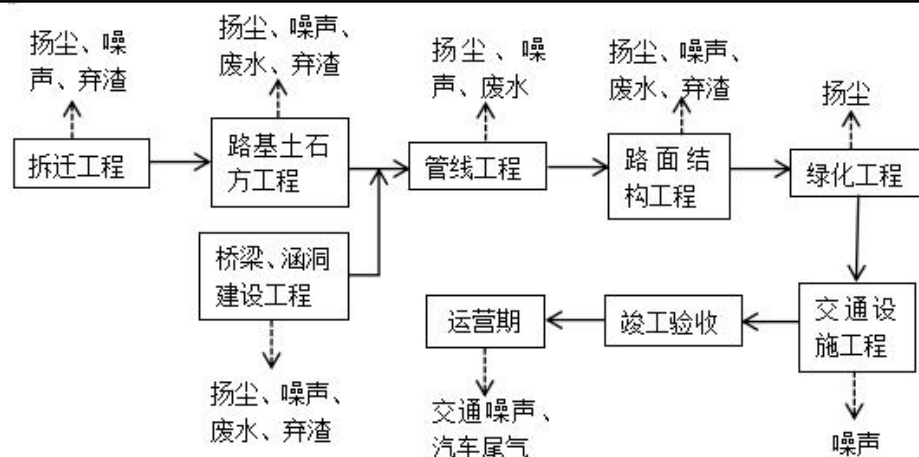 扬尘、噪
声、弃渣
扬尘、噪声、
废水、弃渣
扬尘、噪
声、废水
扬尘、噪声、
废水、弃渣
扬尘
拆迁工程
路基土石
方工程
管线工程
路面结
构工程
绿化工程
桥梁、涵洞
建设工程
运营期
竣工验收
交通设
施工程
扬尘、噪声、
废水、弃渣
交通噪声、
汽车尾气
噪声